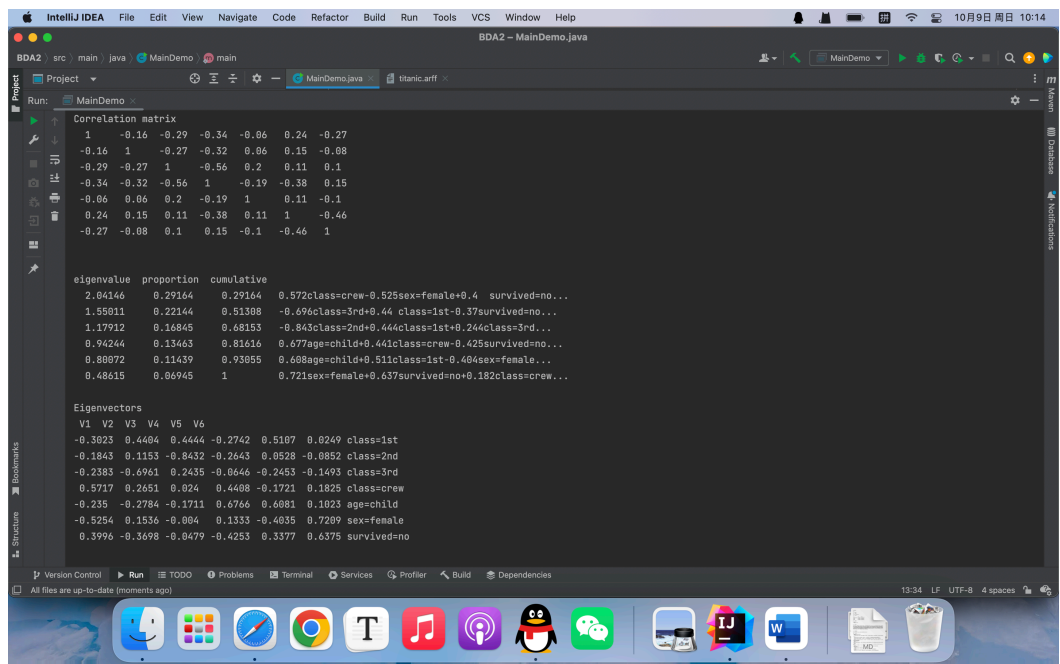 IntelliJ IDEA File Edit View Navigate Code Refactor Build Run Tools VCS Window Help 拼 10月9日 周日 10:14
BDA2 – MainDemo.java
BDA2 src main java MainDemo main MainDemo
Project MainDemo.java titanic.arff
Run: MainDemo
Correlation matrix
1 -0.16 -0.29 -0.34 -0.06 0.24 -0.27
-0.16 1 -0.27 -0.32 0.06 0.15 -0.08
-0.29 -0.27 1 -0.56 0.2 0.11 0.1
-0.34 -0.32 -0.56 1 -0.19 -0.38 0.15
-0.06 0.06 0.2 -0.19 1 0.11 -0.1
0.24 0.15 0.11 -0.38 0.11 1 -0.46
-0.27 -0.08 0.1 0.15 -0.1 -0.46 1
eigenvalue proportion cumulative
2.04146 0.29164 0.29164 0.572class=crew-0.525sex=female+0.4 survived=no...
1.55011 0.22144 0.51308 -0.696class=3rd+0.44 class=1st-0.37survived=no...
1.17912 0.16845 0.68153 -0.843class=2nd+0.444class=1st+0.244class=3rd...
0.94244 0.13463 0.81616 0.677age=child+0.441class=crew-0.425survived=no...
0.80072 0.11439 0.93055 0.608age=child+0.511class=1st-0.404sex=female...
0.48615 0.06945 1 0.721sex=female+0.637survived=no+0.182class=crew...
Eigenvectors
V1 V2 V3 V4 V5 V6
-0.3023 0.4404 0.4444 -0.2742 0.5107 0.0249 class=1st
-0.1843 0.1153 -0.8432 -0.2643 0.0528 -0.0852 class=2nd
-0.2383 -0.6961 0.2435 -0.0646 -0.2453 -0.1493 class=3rd
0.5717 0.2651 0.024 0.4408 -0.1721 0.1825 class=crew
-0.235 -0.2784 -0.1711 0.6766 0.6081 0.1023 age=child
-0.5254 0.1536 -0.004 0.1333 -0.4035 0.7209 sex=female
0.3996 -0.3698 -0.0479 -0.4253 0.3377 0.6375 survived=no
Project
Bookmarks
Structure
m Maven
Database
Notifications
Version Control Run TODO Problems Terminal Services Profiler Build Dependencies
All files are up-to-date (moments ago) 13:34 LF UTF-8 4 spaces
T IJ W MD